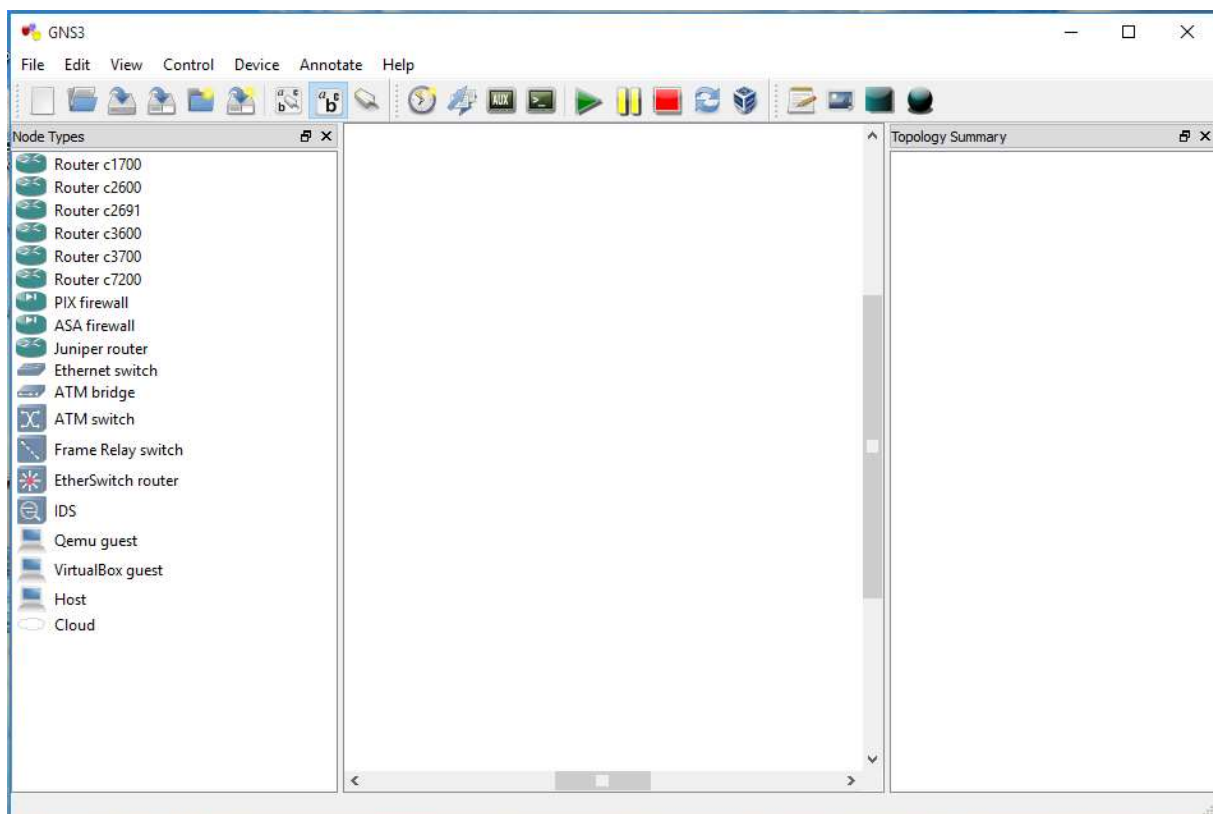 GNS3
File Edit View Control Device Annotate Help
AUX
Node Types
Topology Summary
Router c1700
Router c2600
Router c2691
Router c3600
Router c3700
Router c7200
PIX firewall
ASA firewall
Juniper router
Ethernet switch
ATM bridge
ATM switch
Frame Relay switch
EtherSwitch router
IDS
Qemu guest
VirtualBox guest
Host
Cloud